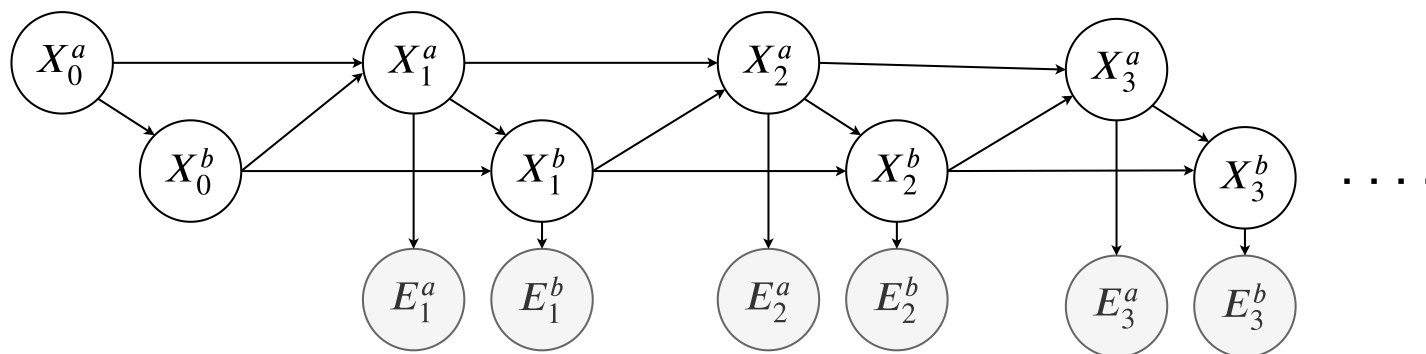 X_0^a X_1^a X_2^a X_3^a
X_0^b X_1^b X_2^b X_3^b . . . .
E_1^a E_1^b E_2^a E_2^b E_3^a E_3^b